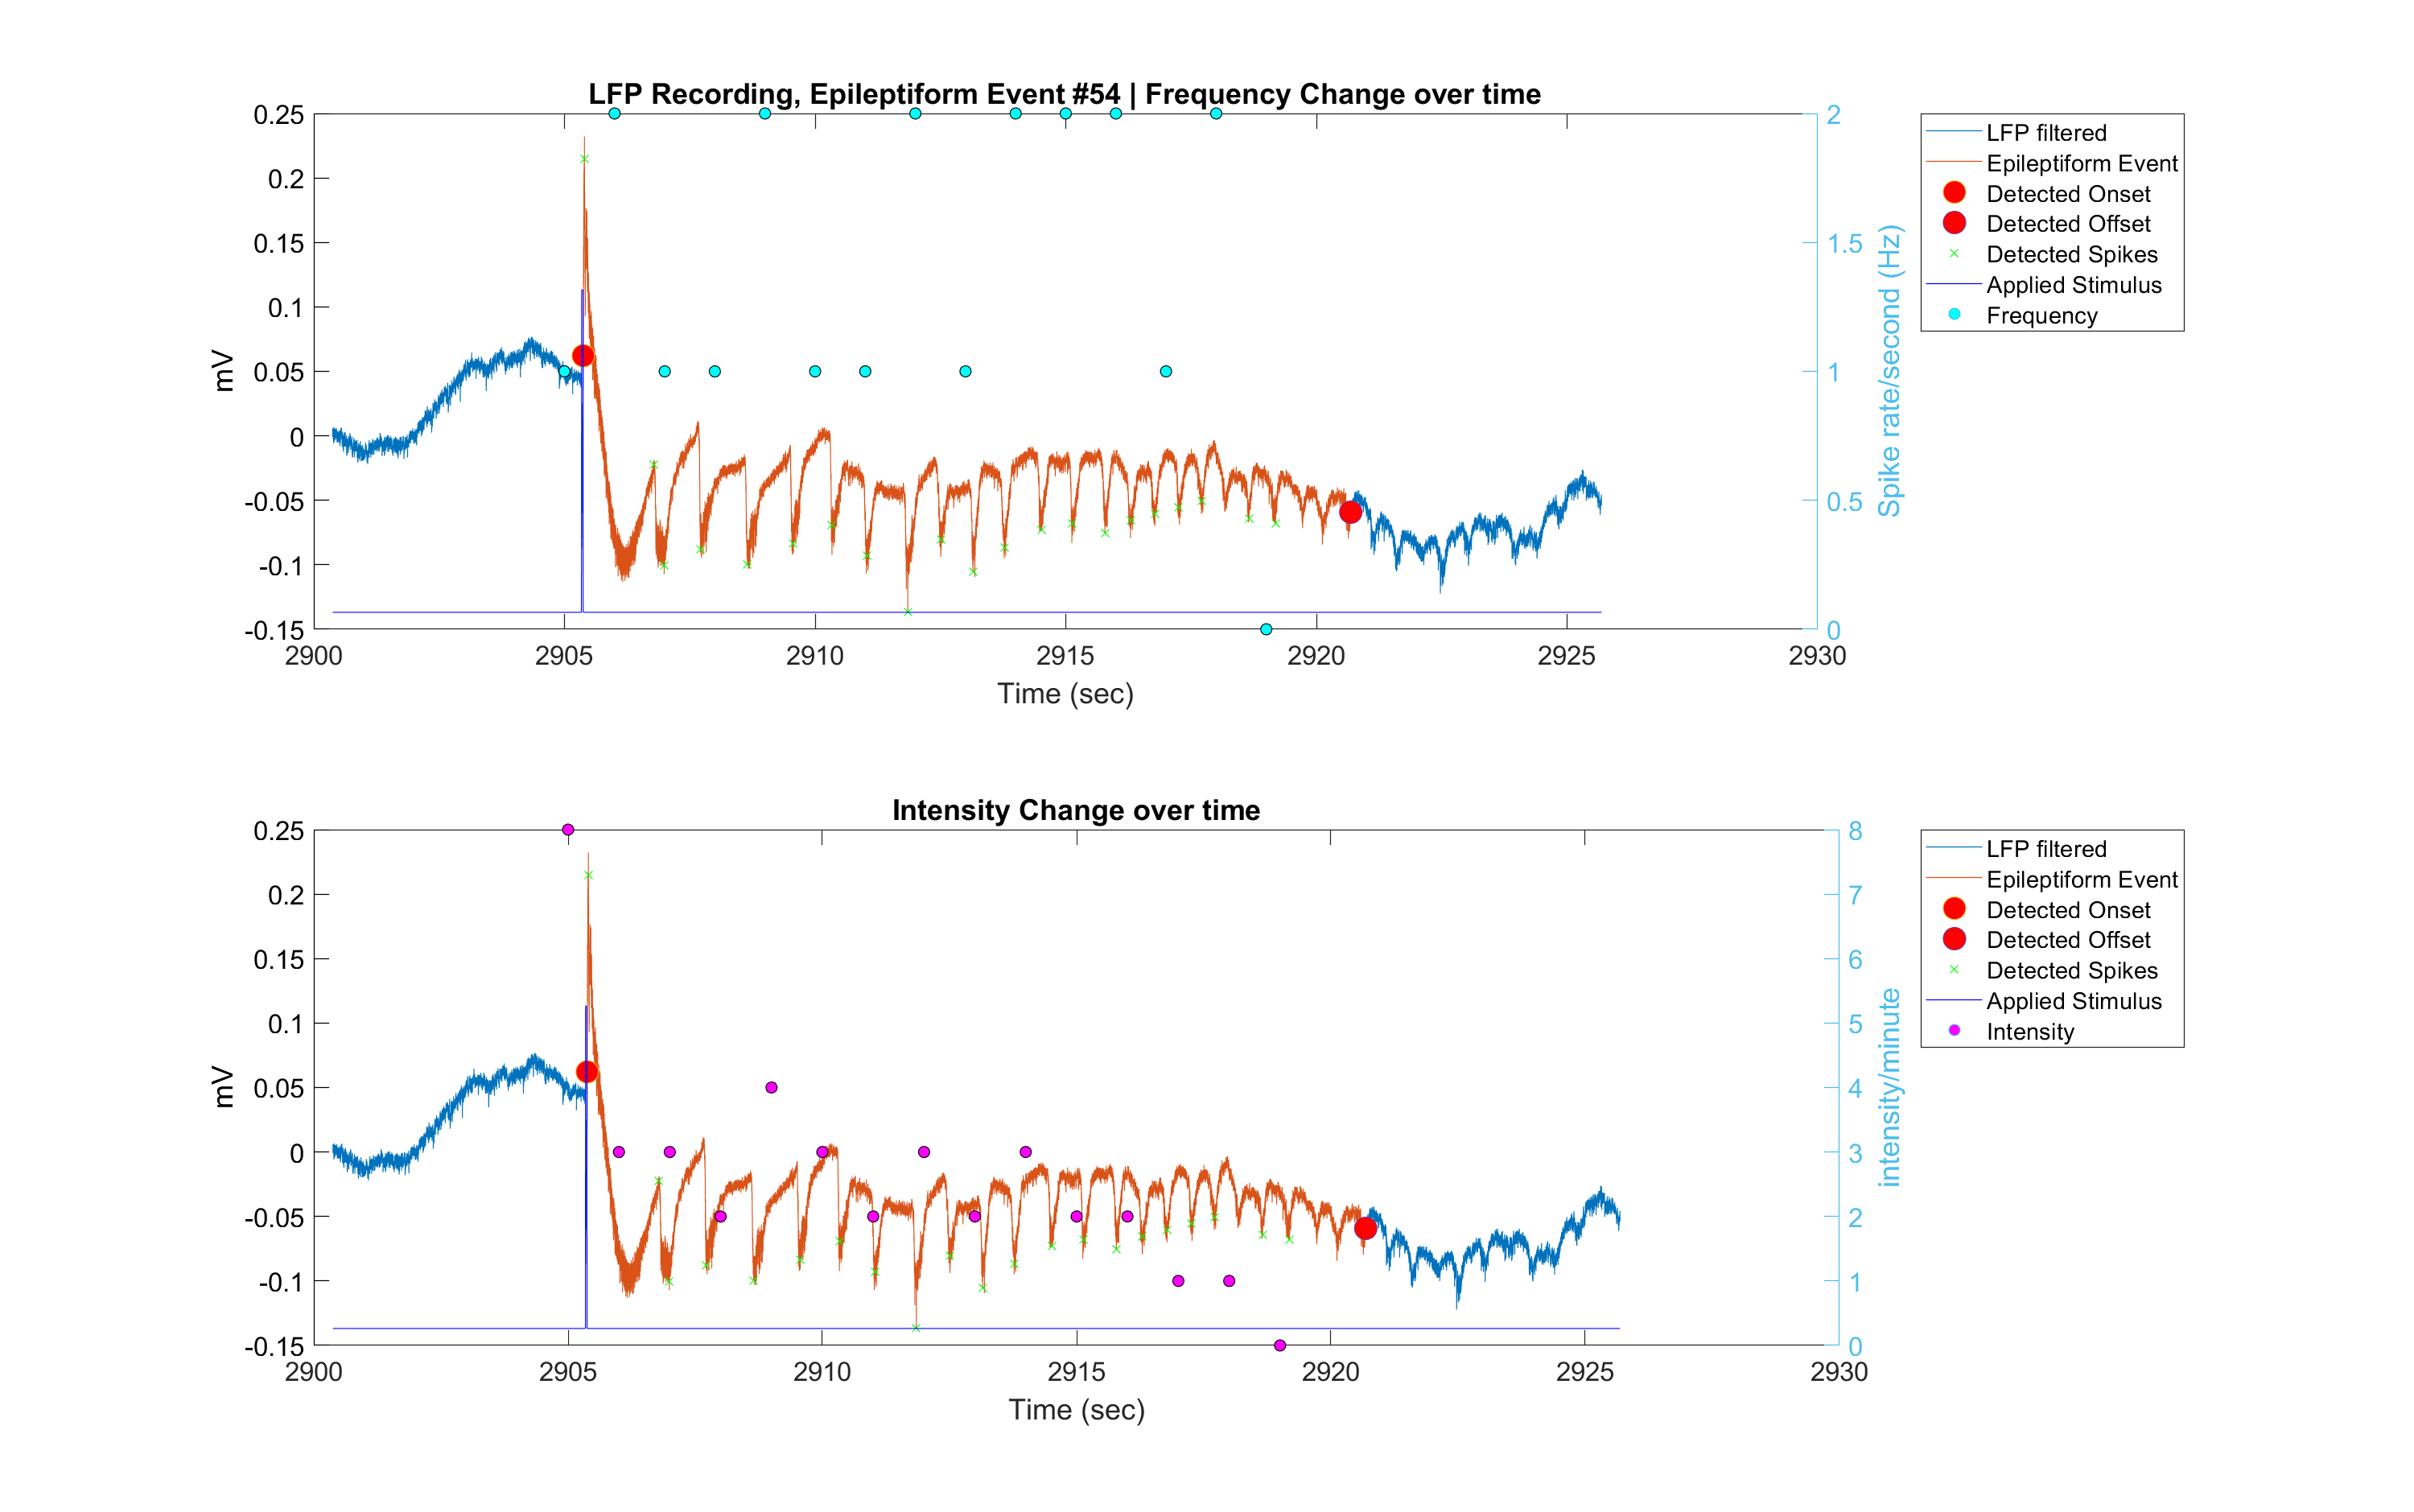 LFP Recording, Epileptiform Event #54 | Frequency Change over time
0.25
0.2
0.15
0.1
0.05
0
-0.05
-0.1
-0.15
mV
2
1.5
1
0.5
0
Spike rate/second (Hz)
2900 2905 2910 2915 2920 2925 2930
Time (sec)
LFP filtered
Epileptiform Event
Detected Onset
Detected Offset
Detected Spikes
Applied Stimulus
Frequency
Intensity Change over time
0.25
0.2
0.15
0.1
0.05
0
-0.05
-0.1
-0.15
mV
8
7
6
5
4
3
2
1
0
intensity/minute
2900 2905 2910 2915 2920 2925 2930
Time (sec)
LFP filtered
Epileptiform Event
Detected Onset
Detected Offset
Detected Spikes
Applied Stimulus
Intensity